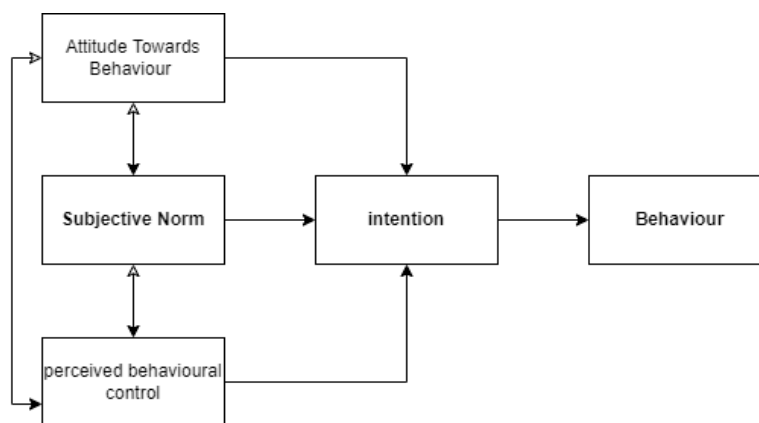 Attitude Towards
Behaviour
Subjective Norm
intention
Behaviour
perceived behavioural
control